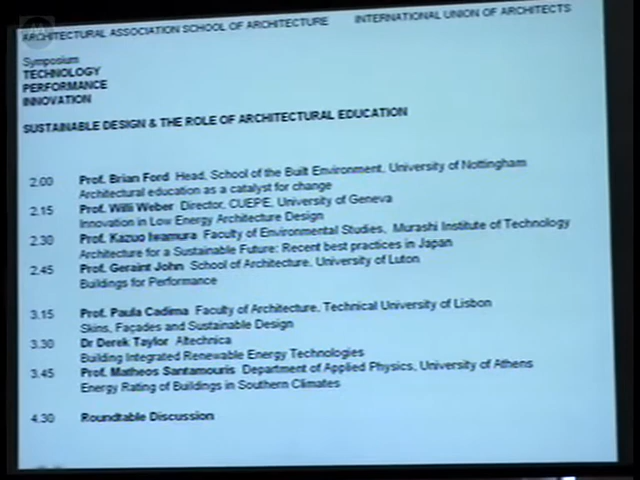 ARCHITECTURAL ASSOCIATION SCHOOL OF ARCHITECTURE INTERNATIONAL UNION OF ARCHITECTS
Symposium
TECHNOLOGY
PERFORMANCE
INNOVATION
SUSTAINABLE DESIGN & THE ROLE OF ARCHITECTURAL EDUCATION
2.00 Prof. Brian Ford Head, School of the Built Environment, University of Nottingham
Architectural education as a catalyst for change
2.15 Prof. Willi Weber Director, CUEPE, University of Geneva
Innovation in Low Energy Architecture Design
2.30 Prof. Kazuo Iwamura Faculty of Environmental Studies, Murashi Institute of Technology
Architecture for a Sustainable Future: Recent best practices in Japan
2.45 Prof. Geraint John School of Architecture, University of Luton
Buildings for Performance
3.15 Prof. Paula Cadima Faculty of Architecture, Technical University of Lisbon
Skins, Façades and Sustainable Design
3.30 Dr Derek Taylor Altechnica
Building Integrated Renewable Energy Technologies
3.45 Prof. Matheos Santamouris Department of Applied Physics, University of Athens
Energy Rating of Buildings in Southern Climates
4.30 Roundtable Discussion